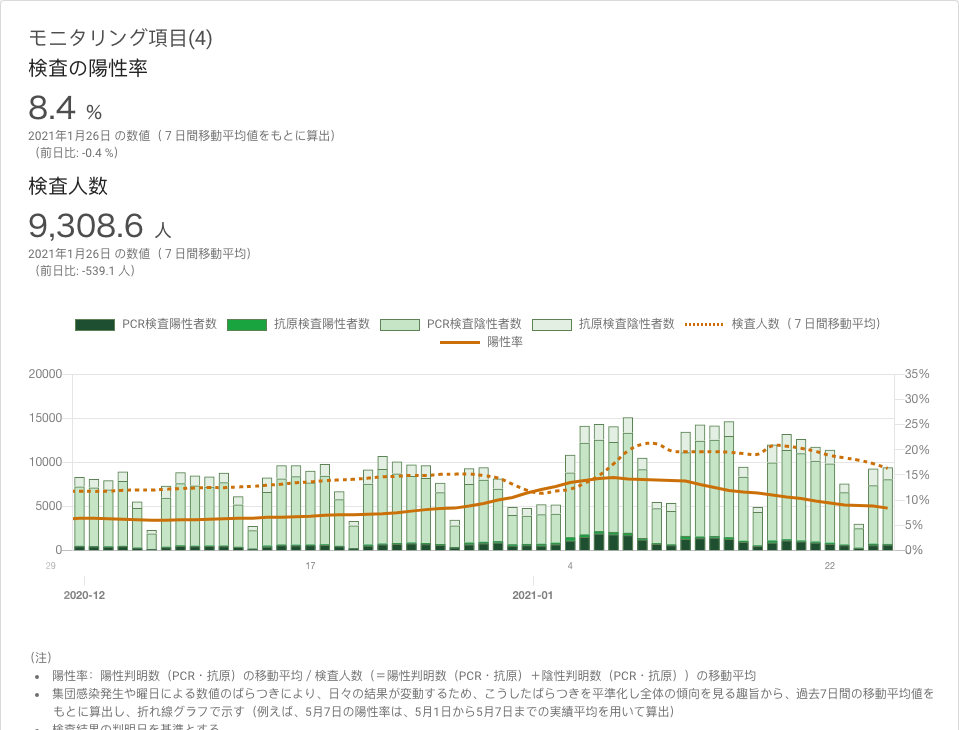 モニタリング項目(4)
検査の陽性率
8.4 %
2021年1月26日 の数値（７日間移動平均値をもとに算出）
（前日比: -0.4 %）
検査人数
9,308.6 人
2021年1月26日 の数値（７日間移動平均）
（前日比: -539.1 人）
PCR検査陽性者数 抗原検査陽性者数 PCR検査陰性者数 抗原検査陰性者数 検査人数（７日間移動平均）
陽性率
20000 35%
30%
15000 25%
20%
10000 15%
10%
5000 5%
0 0%
29 17 4 22
2020-12 2021-01
（注）
• 陽性率：陽性判明数（PCR・抗原）の移動平均 / 検査人数（＝陽性判明数（PCR・抗原）＋陰性判明数（PCR・抗原））の移動平均
• 集団感染発生や曜日による数値のばらつきにより、日々の結果が変動するため、こうしたばらつきを平準化し全体の傾向を見る趣旨から、過去7日間の移動平均値を
もとに算出し、折れ線グラフで示す（例えば、5月7日の陽性率は、5月1日から5月7日までの実績平均を用いて算出）
• 検査結果の判明日を基準とする